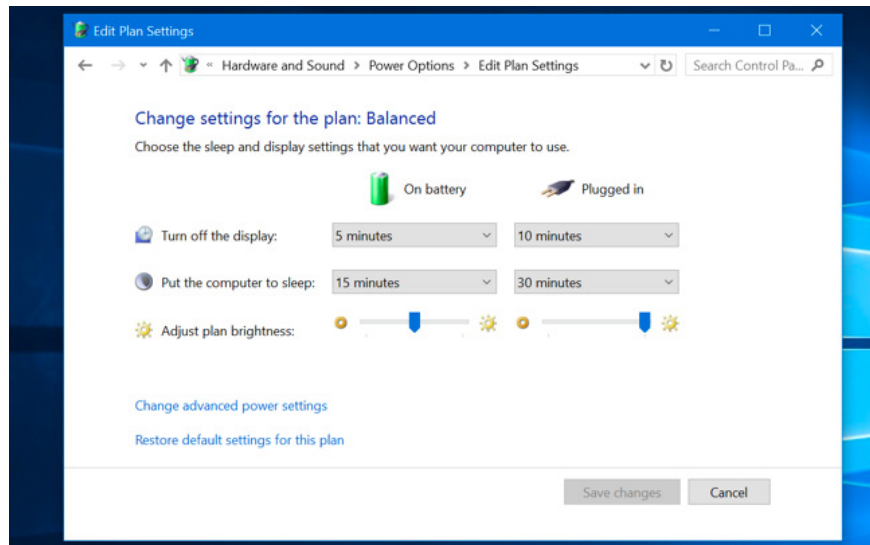 Edit Plan Settings
« Hardware and Sound > Power Options > Edit Plan Settings
Search Control Pa...
Change settings for the plan: Balanced
Choose the sleep and display settings that you want your computer to use.
On battery
Plugged in
Turn off the display: 5 minutes 10 minutes
Put the computer to sleep: 15 minutes 30 minutes
Adjust plan brightness:
Change advanced power settings
Restore default settings for this plan
Save changes Cancel